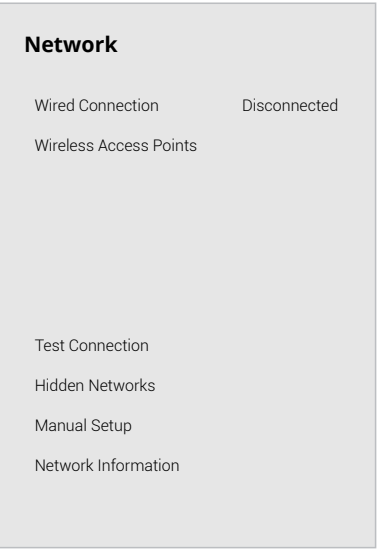 Network
Wired Connection Disconnected
Wireless Access Points
Test Connection
Hidden Networks
Manual Setup
Network Information